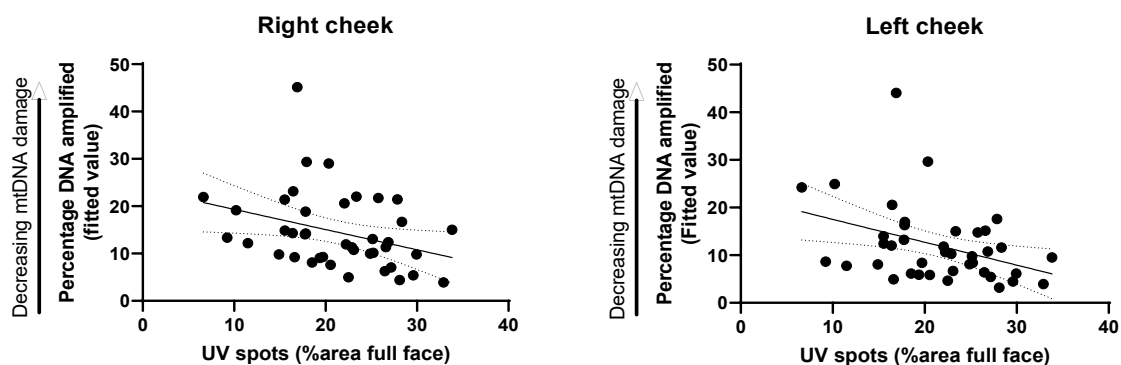 Right cheek
Decreasing mtDNA damage
Percentage DNA amplified
(fitted value)
50
40
30
20
10
0
0 10 20 30 40
UV spots (%area full face)
Left cheek
Decreasing mtDNA damage
Percentage DNA amplified
(Fitted value)
50
40
30
20
10
0
0 10 20 30 40
UV spots (%area full face)